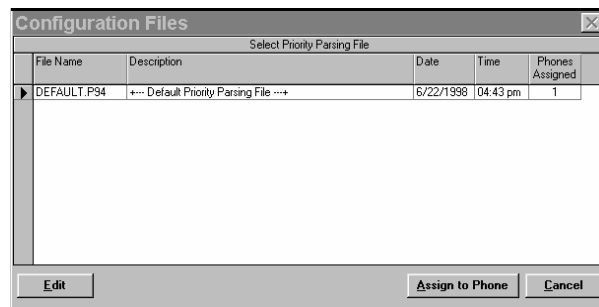 Configuration Files
Select Priority Parsing File
File Name Description Date Time Phones Assigned
DEFAULT.P94 +--- Default Priority Parsing File ---+ 6/22/1998 04:43 pm 1
Edit Assign to Phone Cancel